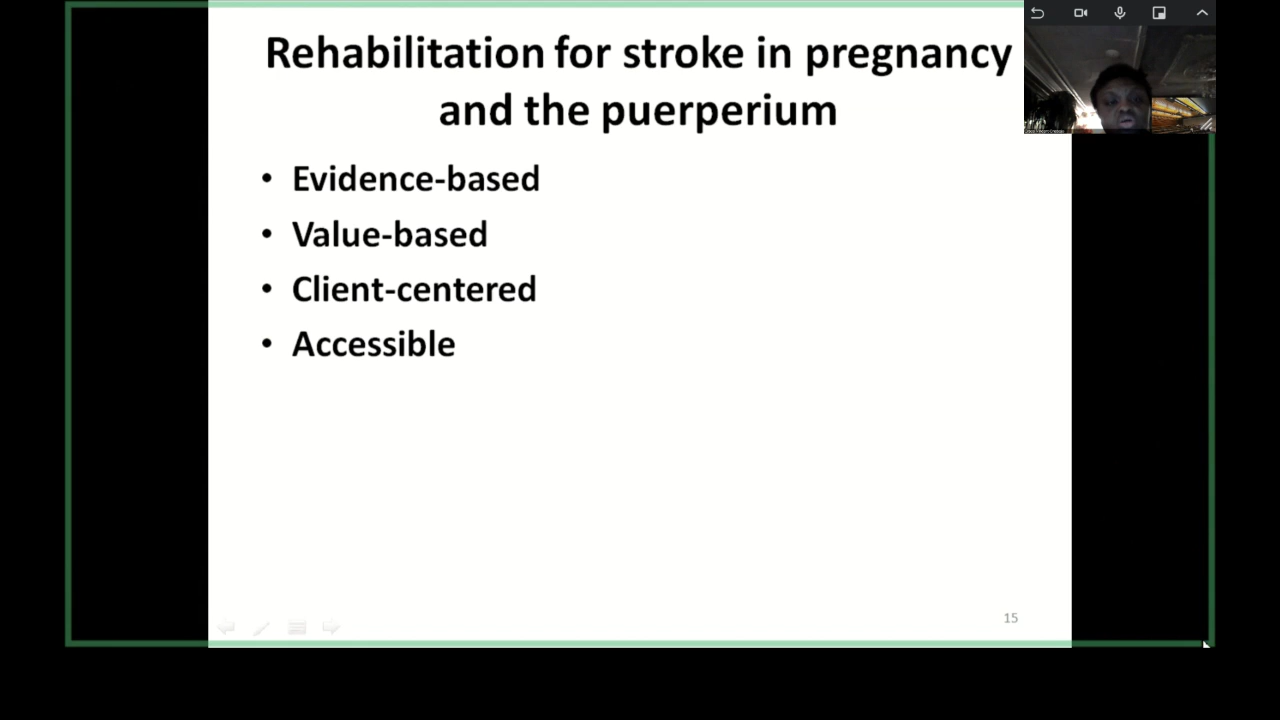 Rehabilitation for stroke in pregnancy
and the puerperium
• Evidence-based
• Value-based
• Client-centered
• Accessible
15